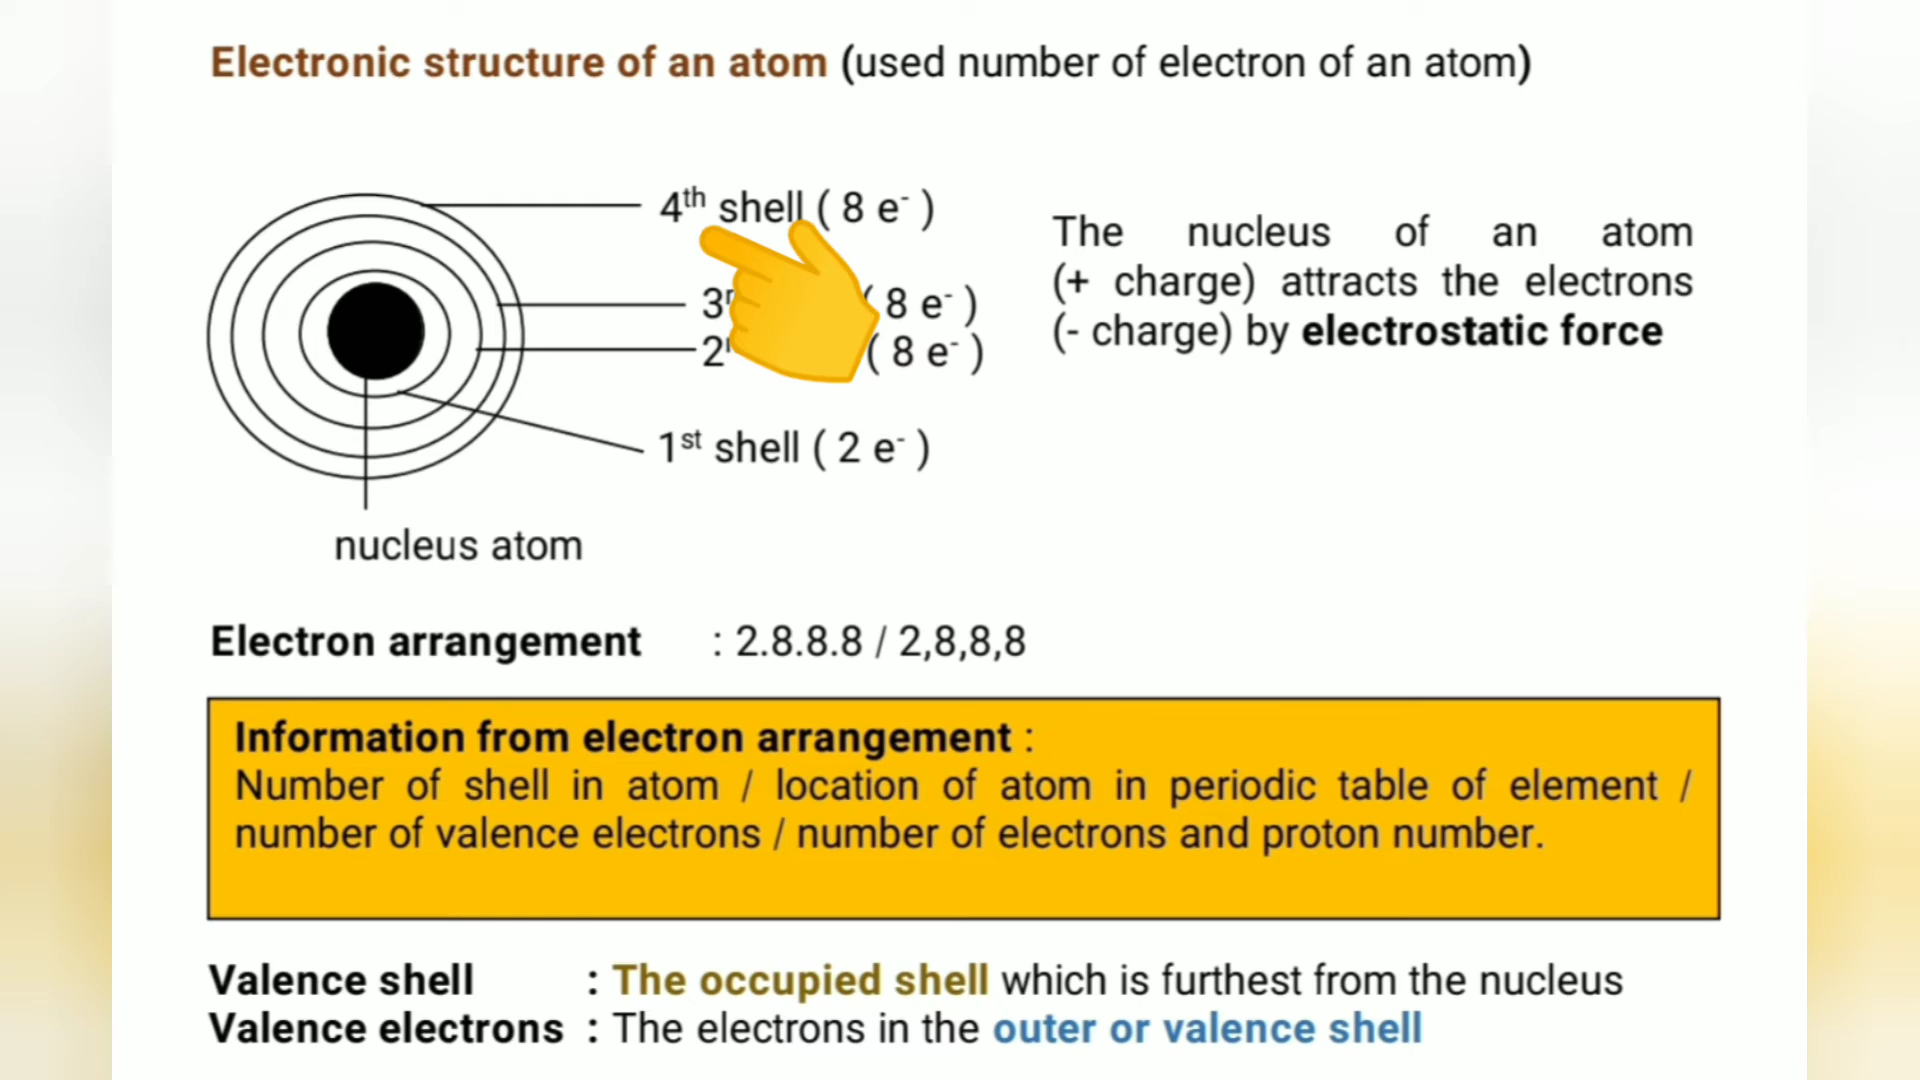 Electronic structure of an atom (used number of electron of an atom)
4th shell ( 8 e- )
The nucleus of an atom
(+ charge) attracts the electrons
(- charge) by electrostatic force
3 ( 8 e- )
2 ( 8 e- )
1st shell ( 2 e- )
nucleus atom
Electron arrangement : 2.8.8.8 / 2,8,8,8
Information from electron arrangement :
Number of shell in atom / location of atom in periodic table of element /
number of valence electrons / number of electrons and proton number.
Valence shell : The occupied shell which is furthest from the nucleus
Valence electrons : The electrons in the outer or valence shell